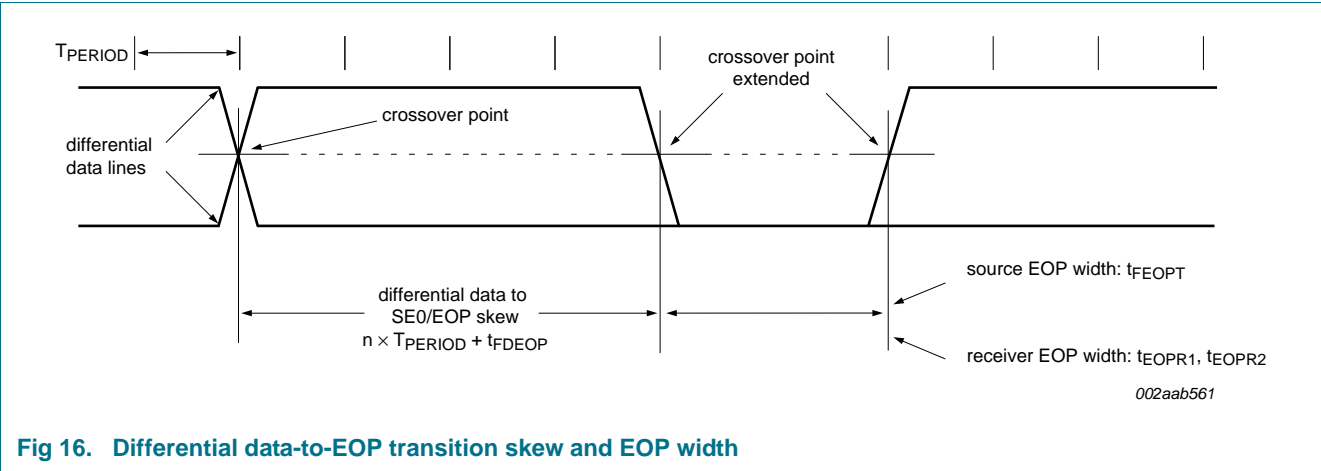 TPERIOD
crossover point
extended
crossover point
differential
data lines
differential data to
SE0/EOP skew
n × TPERIOD + tFDEOP
source EOP width: tFEOPT
receiver EOP width: tEOPR1, tEOPR2
002aab561
Fig 16. Differential data-to-EOP transition skew and EOP width